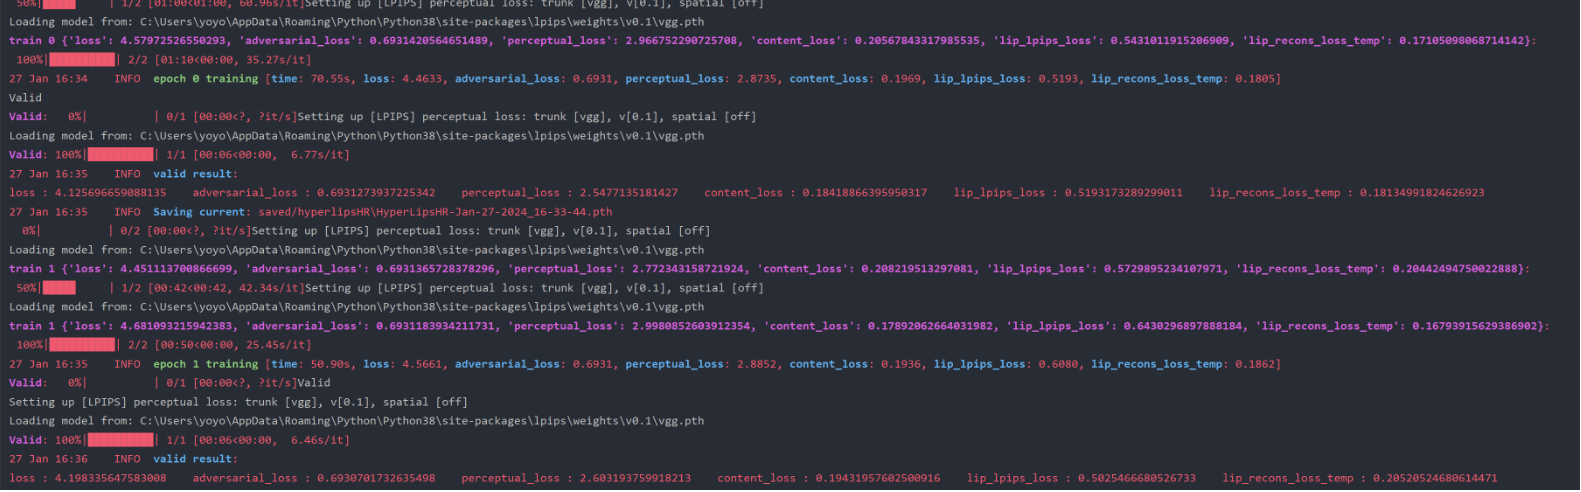 50%| | 1/2 [01:00<01:00, 60.96s/it]Setting up [LPIPS] perceptual loss: trunk [vgg], v[0.1], spatial [off]
Loading model from: C:\Users\yoyo\AppData\Roaming\Python\Python38\site-packages\lpips\weights\v0.1\vgg.pth
train 0 {'loss': 4.57972526550293, 'adversarial_loss': 0.6931420564651489, 'perceptual_loss': 2.966752290725708, 'content_loss': 0.20567843317985535, 'lip_lpips_loss': 0.5431011915206909, 'lip_recons_loss_temp': 0.17105098068714142}:
100%|██████████| 2/2 [01:10<00:00, 35.27s/it]
27 Jan 16:34 INFO epoch 0 training [time: 70.55s, loss: 4.4633, adversarial_loss: 0.6931, perceptual_loss: 2.8735, content_loss: 0.1969, lip_lpips_loss: 0.5193, lip_recons_loss_temp: 0.1805]
Valid
Valid: 0%| | 0/1 [00:00<?, ?it/s]Setting up [LPIPS] perceptual loss: trunk [vgg], v[0.1], spatial [off]
Loading model from: C:\Users\yoyo\AppData\Roaming\Python\Python38\site-packages\lpips\weights\v0.1\vgg.pth
Valid: 100%|██████████| 1/1 [00:06<00:00, 6.77s/it]
27 Jan 16:35 INFO valid result:
loss : 4.125696659088135 adversarial_loss : 0.6931273937225342 perceptual_loss : 2.5477135181427 content_loss : 0.18418866395950317 lip_lpips_loss : 0.5193173289299011 lip_recons_loss_temp : 0.18134991824626923
27 Jan 16:35 INFO Saving current: saved/hyperlipsHR\HyperLipsHR-Jan-27-2024_16-33-44.pth
0%| | 0/2 [00:00<?, ?it/s]Setting up [LPIPS] perceptual loss: trunk [vgg], v[0.1], spatial [off]
Loading model from: C:\Users\yoyo\AppData\Roaming\Python\Python38\site-packages\lpips\weights\v0.1\vgg.pth
train 1 {'loss': 4.451113700866699, 'adversarial_loss': 0.6931365728378296, 'perceptual_loss': 2.772343158721924, 'content_loss': 0.208219513297081, 'lip_lpips_loss': 0.5729895234107971, 'lip_recons_loss_temp': 0.20442494750022888}:
50%|█████ | 1/2 [00:42<00:42, 42.34s/it]Setting up [LPIPS] perceptual loss: trunk [vgg], v[0.1], spatial [off]
Loading model from: C:\Users\yoyo\AppData\Roaming\Python\Python38\site-packages\lpips\weights\v0.1\vgg.pth
train 1 {'loss': 4.681093215942383, 'adversarial_loss': 0.6931183934211731, 'perceptual_loss': 2.9980852603912354, 'content_loss': 0.17892062664031982, 'lip_lpips_loss': 0.6430296897888184, 'lip_recons_loss_temp': 0.16793915629386902}:
100%|██████████| 2/2 [00:50<00:00, 25.45s/it]
27 Jan 16:35 INFO epoch 1 training [time: 50.90s, loss: 4.5661, adversarial_loss: 0.6931, perceptual_loss: 2.8852, content_loss: 0.1936, lip_lpips_loss: 0.6080, lip_recons_loss_temp: 0.1862]
Valid: 0%| | 0/1 [00:00<?, ?it/s]Valid
Setting up [LPIPS] perceptual loss: trunk [vgg], v[0.1], spatial [off]
Loading model from: C:\Users\yoyo\AppData\Roaming\Python\Python38\site-packages\lpips\weights\v0.1\vgg.pth
Valid: 100%|██████████| 1/1 [00:06<00:00, 6.46s/it]
27 Jan 16:36 INFO valid result:
loss : 4.198335647583008 adversarial_loss : 0.6930701732635498 perceptual_loss : 2.603193759918213 content_loss : 0.19431957602500916 lip_lpips_loss : 0.5025466680526733 lip_recons_loss_temp : 0.20520524680614471